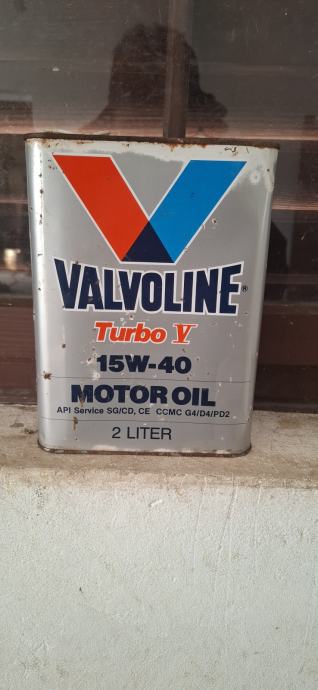 VALVOLINE®
Turbo V
15W-40
MOTOR OIL
API Service SG/CD, CE CCMC G4/D4/PD2
2 LITER